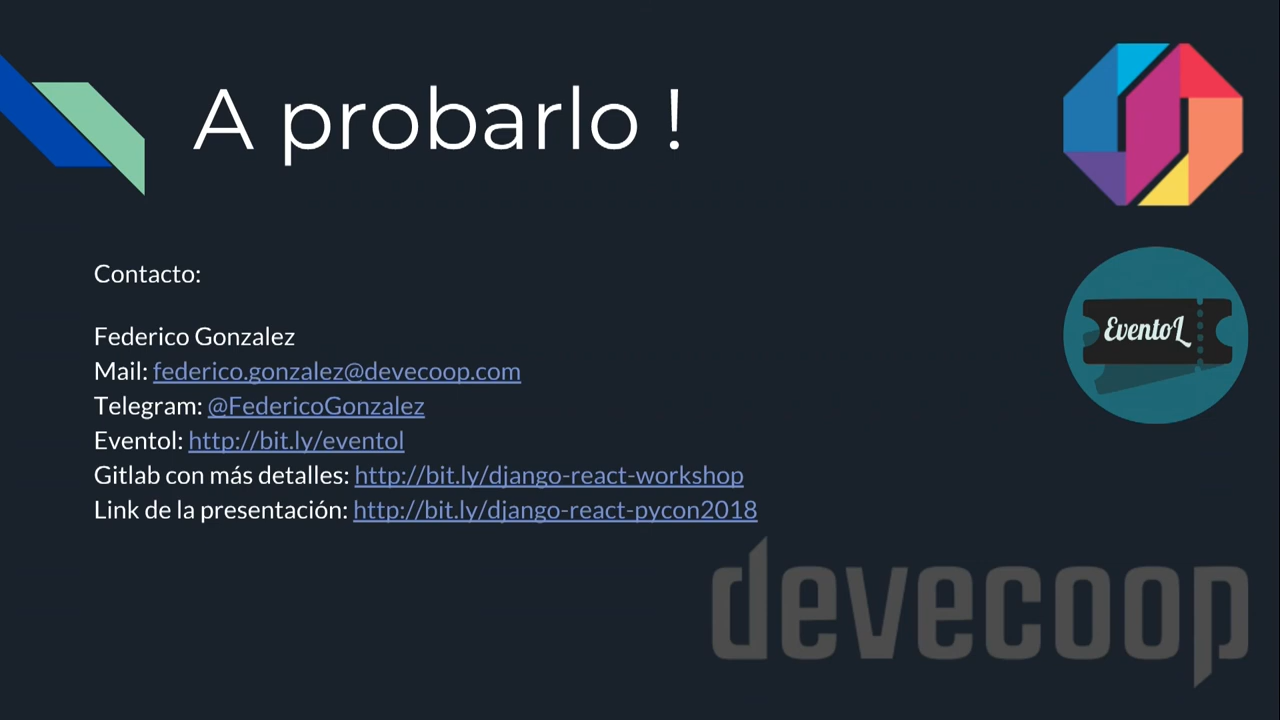 A probarlo !
Contacto:
Federico Gonzalez
Mail: federico.gonzalez@devecoop.com
Telegram: @FedericoGonzalez
Eventol: http://bit.ly/eventol
Gitlab con más detalles: http://bit.ly/django-react-workshop
Link de la presentación: http://bit.ly/django-react-pycon2018
EventoL
devecoop